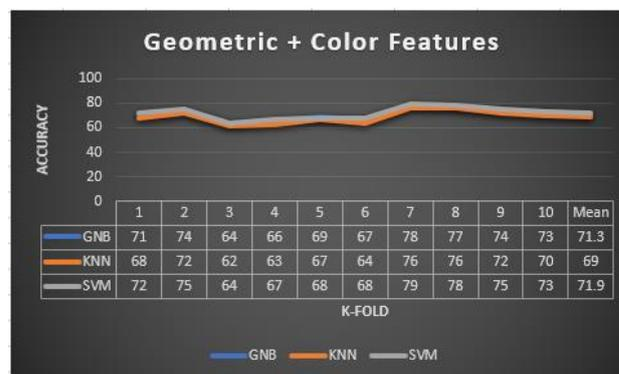 Geometric + Color Features
ACCURACY
100
80
60
40
20
0
1 2 3 4 5 6 7 8 9 10 Mean
GNB 71 74 64 66 69 67 78 77 74 73 71.3
KNN 68 72 62 63 67 64 76 76 72 70 69
SVM 72 75 64 67 68 68 79 78 75 73 71.9
K-FOLD
GNB KNN SVM